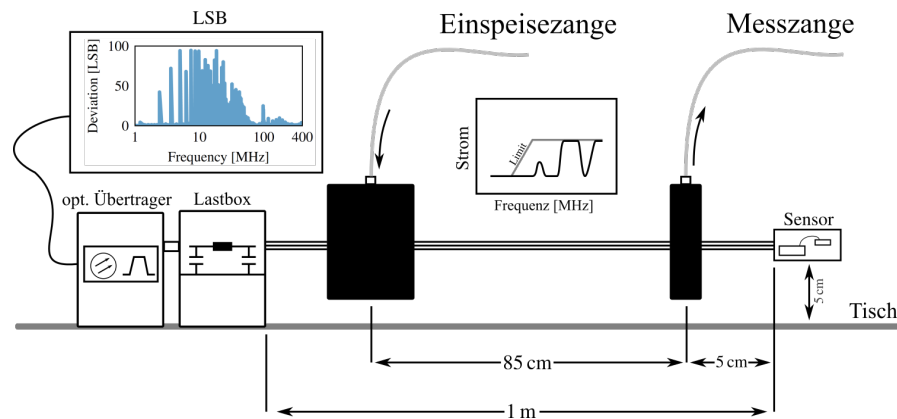 LSB
Einspeisezange
Messzange
Deviation [LSB]
100
50
0
1
10
100
400
Frequency [MHz]
Strom
Limit
Frequenz [MHz]
opt. Übertrager
Lastbox
Sensor
5 cm
Tisch
85 cm
5 cm
1 m